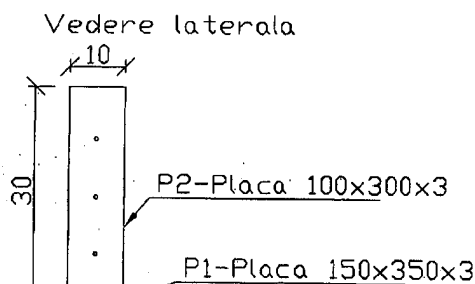 Vedere laterala
10
30
P2-Placa 100x300x3
P1-Placa 150x350x3